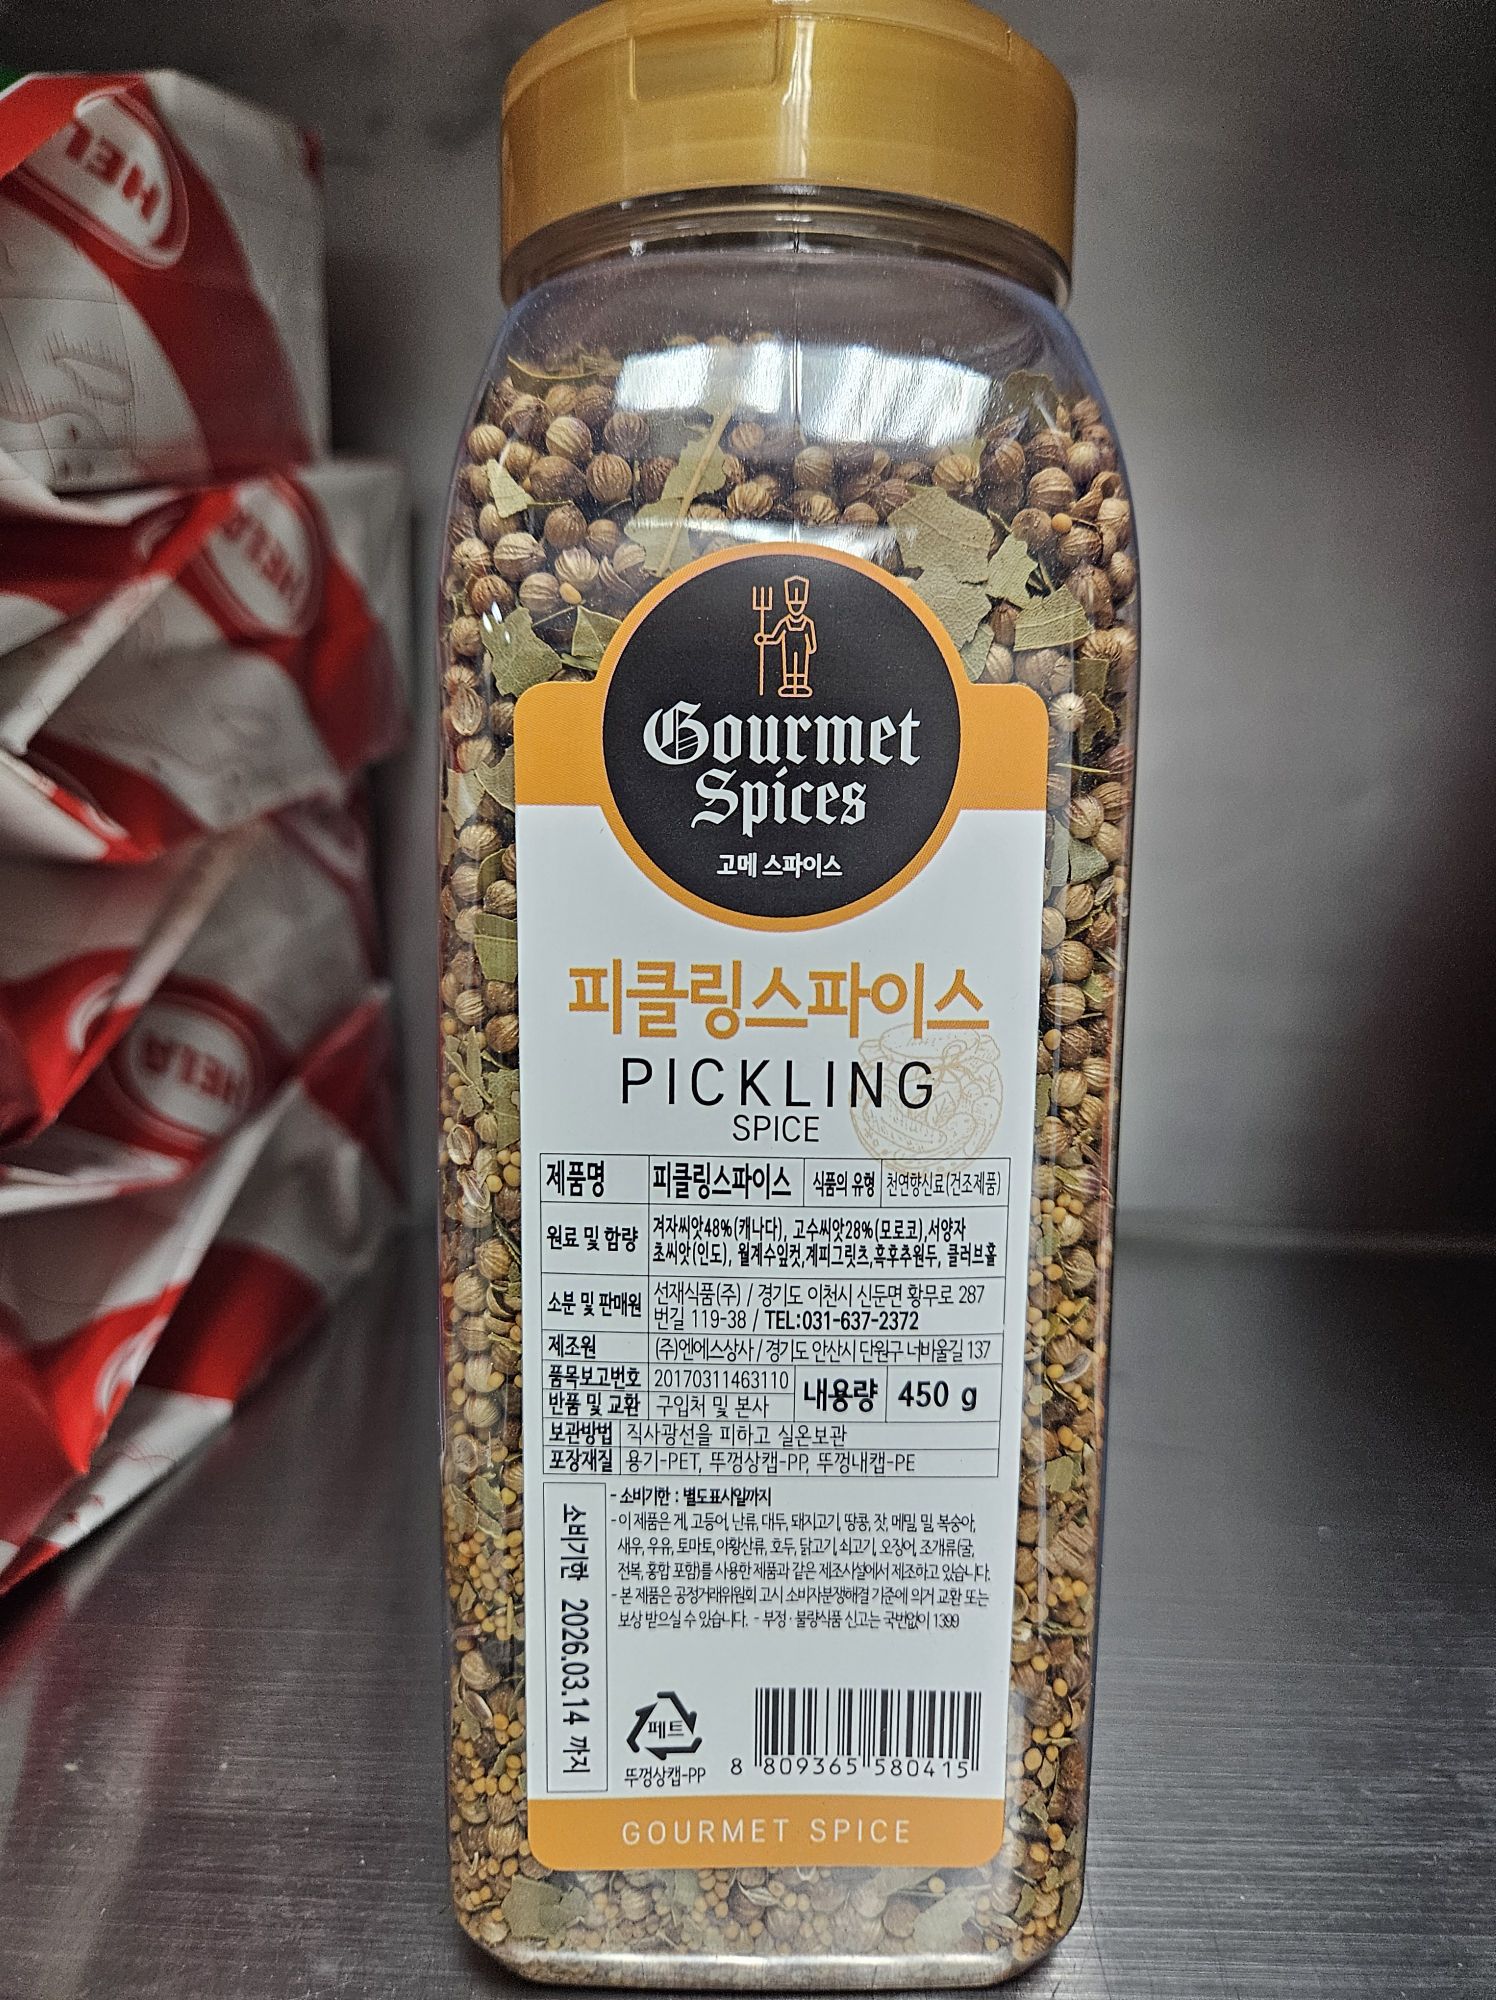 HELA
HELA
HELA
Gourmet
Spices
고메 스파이스
피클링스파이스
PICKLING
SPICE
제품명 피클링스파이스 식품의 유형 천연향신료(건조제품)
원료 및 함량 겨자씨앗48%(캐나다), 고수씨앗28%(모로코),서양자
초씨앗(인도), 월계수잎컷,계피그릿츠,흑후추원두, 클러브홀
소분 및 판매원 선재식품(주) / 경기도 이천시 신둔면 황무로 287
번길 119-38 / TEL:031-637-2372
제조원 (주)엔에스상사 / 경기도 안산시 단원구 너비울길 137
품목보고번호 20170311463110 내용량 450 g
반품 및 교환 구입처 및 본사
보관방법 직사광선을 피하고 실온보관
포장재질 용기-PET, 뚜껑상캡-PP, 뚜껑내캡-PE
- 소비기한 : 별도표시일까지
- 이 제품은 게, 고등어, 난류, 대두, 돼지고기, 땅콩, 잣, 메밀, 밀, 복숭아,
새우, 우유, 토마토, 아황산류, 호두, 닭고기, 쇠고기, 오징어, 조개류(굴,
전복, 홍합 포함)를 사용한 제품과 같은 제조시설에서 제조하고 있습니다.
- 본 제품은 공정거래위원회 고시 소비자분쟁해결 기준에 의거 교환 또는
보상 받으실 수 있습니다. - 부정·불량식품 신고는 국번없이 1399
소비기한 2026.03.14 까지
페트
뚜껑상캡-PP
8 809365 580415
GOURMET SPICE